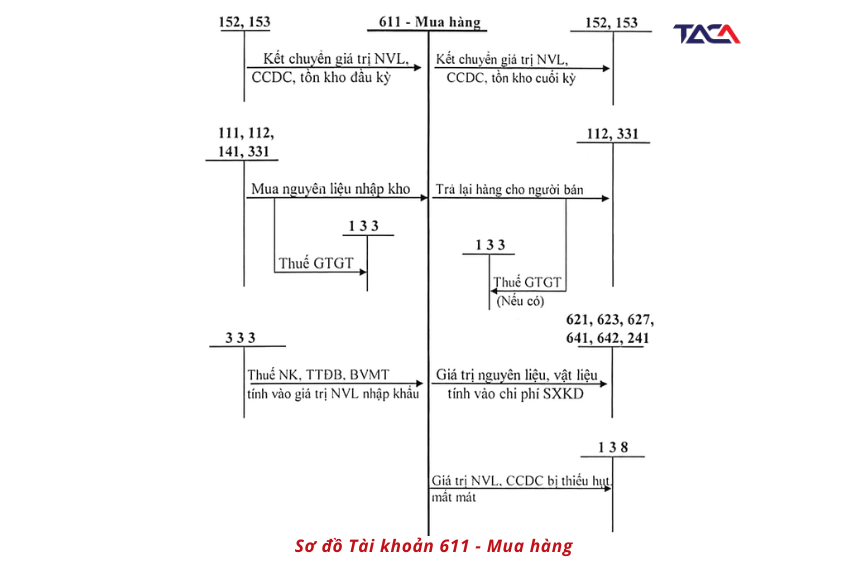 152, 153
611 - Mua hàng
152, 153
TACA
Kết chuyển giá trị NVL,
CCDC, tồn kho đầu kỳ
Kết chuyển giá trị NVL,
CCDC, tồn kho cuối kỳ
111, 112,
141, 331
112, 331
Mua nguyên liệu nhập kho
Trả lại hàng cho người bán
1 3 3
Thuế GTGT
1 3 3
Thuế GTGT
(Nếu có)
621, 623, 627,
641, 642, 241
3 3 3
Thuế NK, TTĐB, BVMT
tính vào giá trị NVL nhập khẩu
Giá trị nguyên liệu, vật liệu
tính vào chi phí SXKD
1 3 8
Giá trị NVL, CCDC bị thiếu hụt,
mất mát
Sơ đồ Tài khoản 611 - Mua hàng